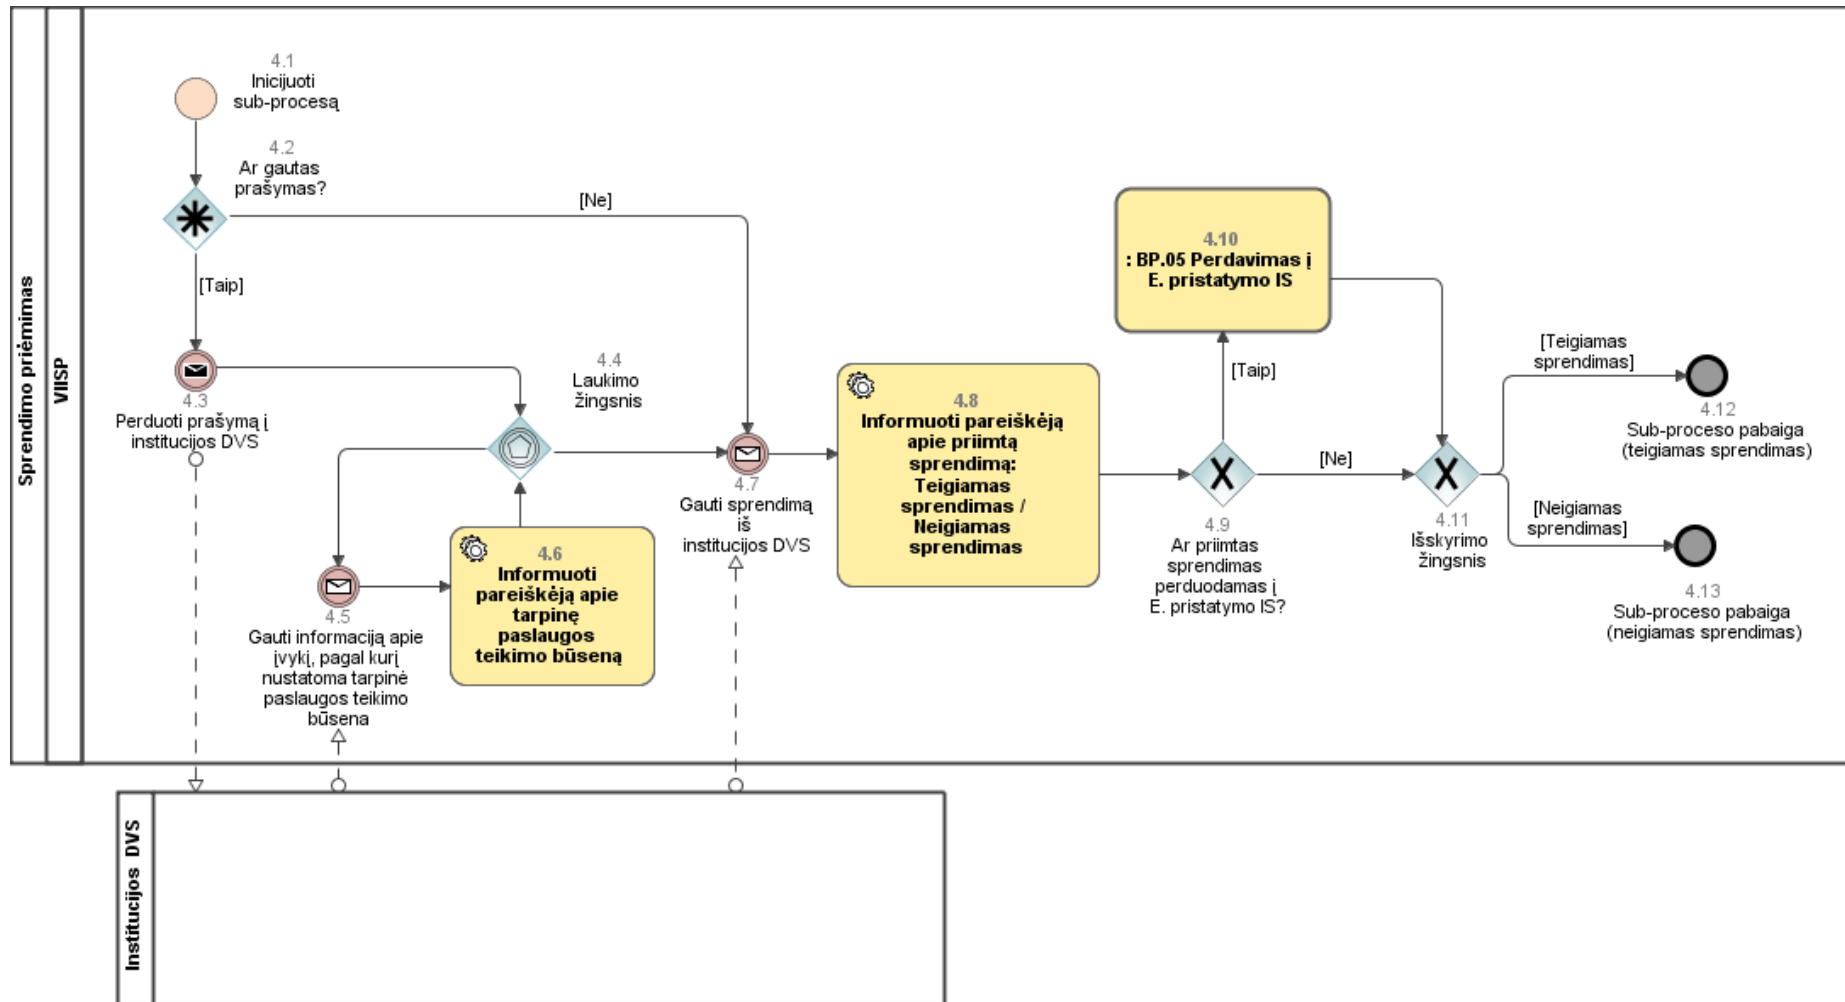 Sprendimo priėmimas
VIISP
4.1
Inicijuoti
sub-procesą
4.2
Ar gautas
prašymas?
[Ne]
[Taip]
4.3
Perduoti prašymą į
institucijos DVS
4.4
Laukimo
žingsnis
4.5
Gauti informaciją apie
įvykį, pagal kurį
nustatoma tarpinė
paslaugos teikimo
būsena
4.6
Informuoti
pareiškėją apie
tarpinę
paslaugos
teikimo būseną
4.7
Gauti sprendimą
iš
institucijos DVS
4.8
Informuoti pareiškėją
apie priimtą
sprendimą:
Teigiamas
sprendimas /
Neigiamas
sprendimas
4.9
Ar priimtas
sprendimas
perduodamas į
E. pristatymo IS?
[Taip]
4.10
: BP.05 Perdavimas į
E. pristatymo IS
[Ne]
4.11
Išskyrimo
žingsnis
[Teigiamas
sprendimas]
4.12
Sub-proceso pabaiga
(teigiamas sprendimas)
[Neigiamas
sprendimas]
4.13
Sub-proceso pabaiga
(neigiamas sprendimas)
Institucijos DVS